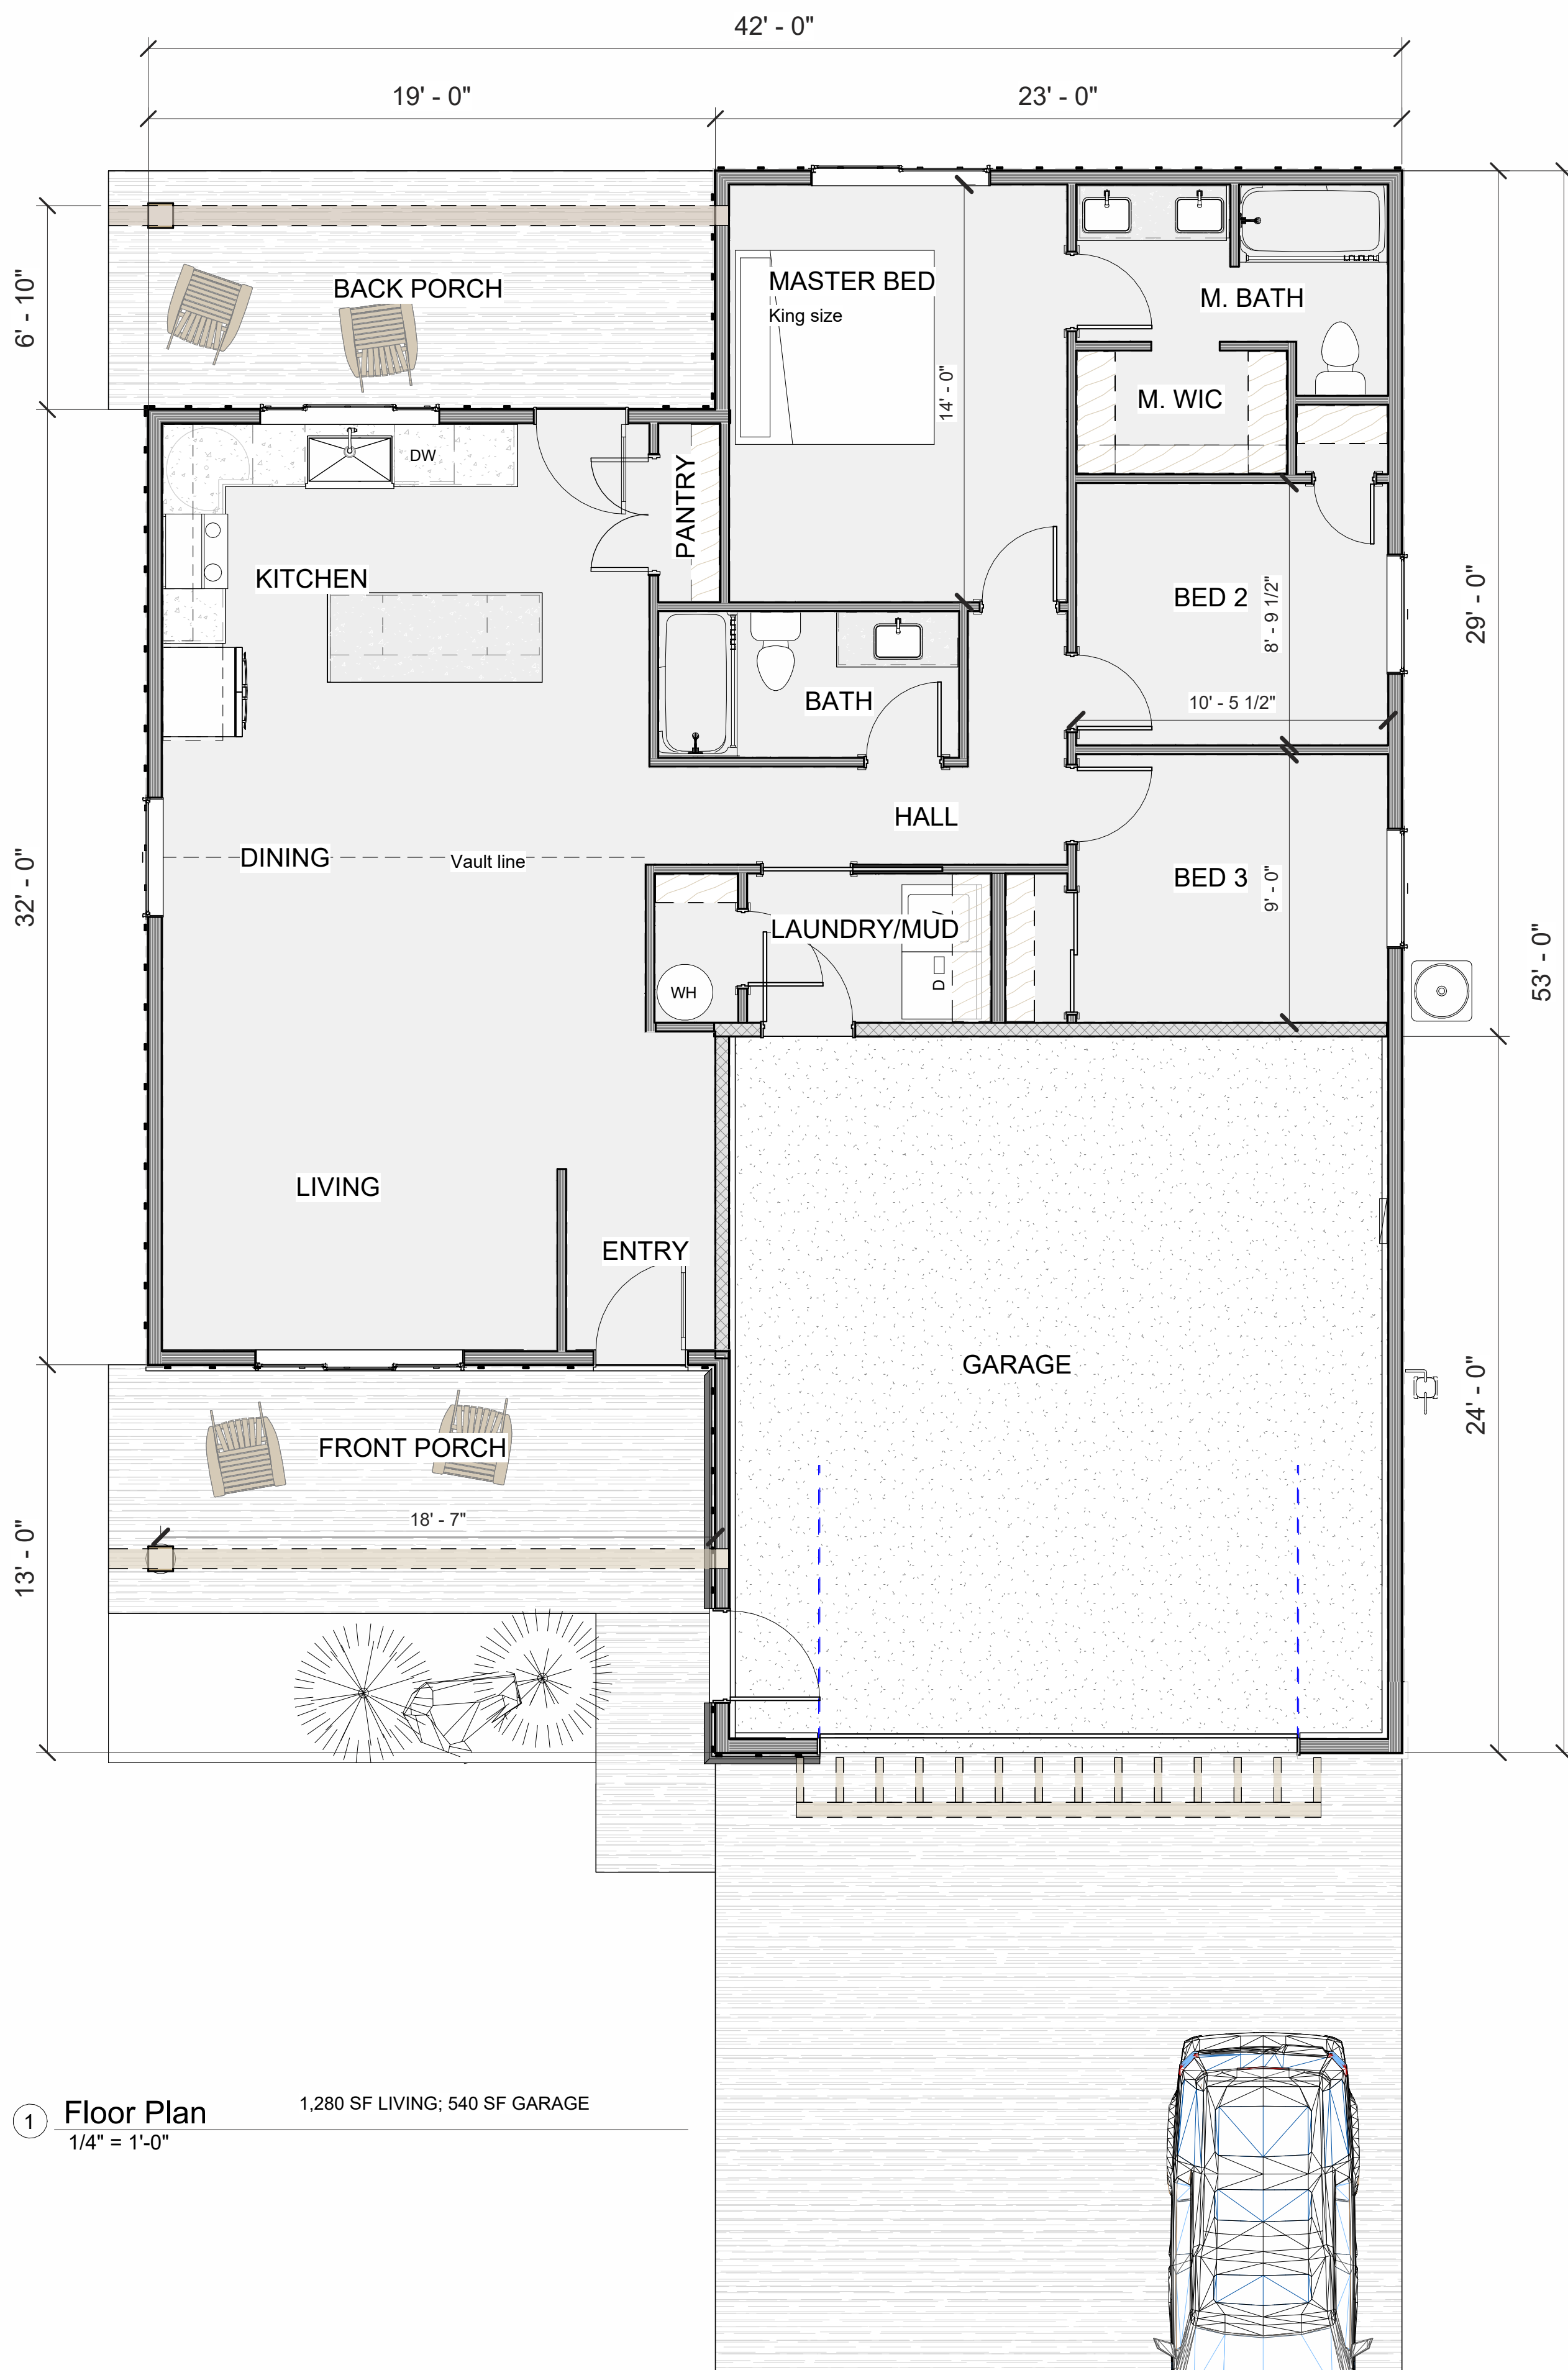 42' - 0"
19' - 0"
23' - 0"
6' - 10"
BACK PORCH
MASTER BED
King size
14' - 0"
M. BATH
M. WIC
DW
PANTRY
KITCHEN
BED 2
8' - 9 1/2"
10' - 5 1/2"
29' - 0"
BATH
HALL
32' - 0"
DINING
Vault line
BED 3
9' - 0"
LAUNDRY/MUD
D
WH
53' - 0"
LIVING
ENTRY
GARAGE
24' - 0"
FRONT PORCH
18' - 7"
13' - 0"
1
Floor Plan
1,280 SF LIVING; 540 SF GARAGE
1/4" = 1'-0"